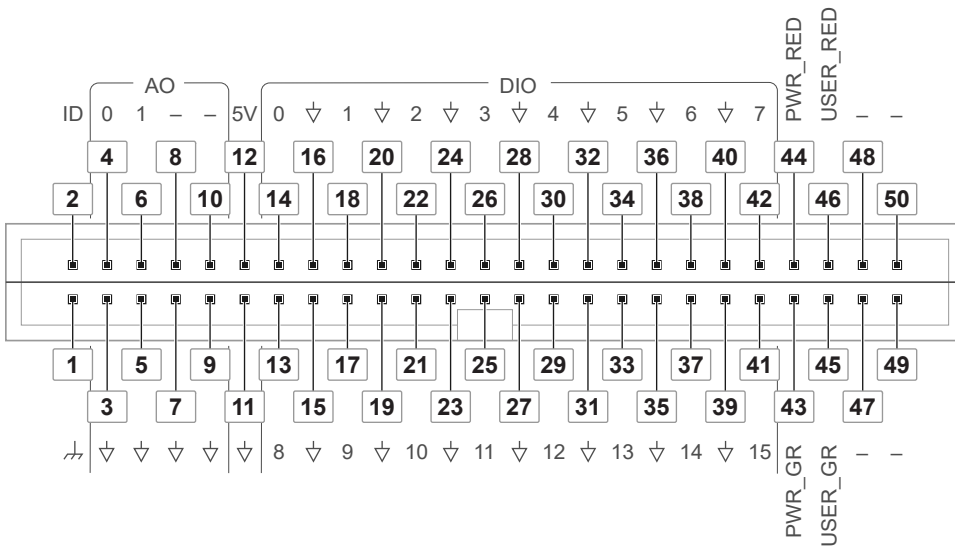 PWR_RED
USER_RED
AO DIO
ID 0 1 – – 5V 0 1 2 3 4 5 6 7 – –
4 8 12 16 20 24 28 32 36 40 44 48
2 6 10 14 18 22 26 30 34 38 42 46 50
1 5 9 13 17 21 25 29 33 37 41 45 49
3 7 11 15 19 23 27 31 35 39 43 47
8 9 10 11 12 13 14 15 – –
PWR_GR
USER_GR